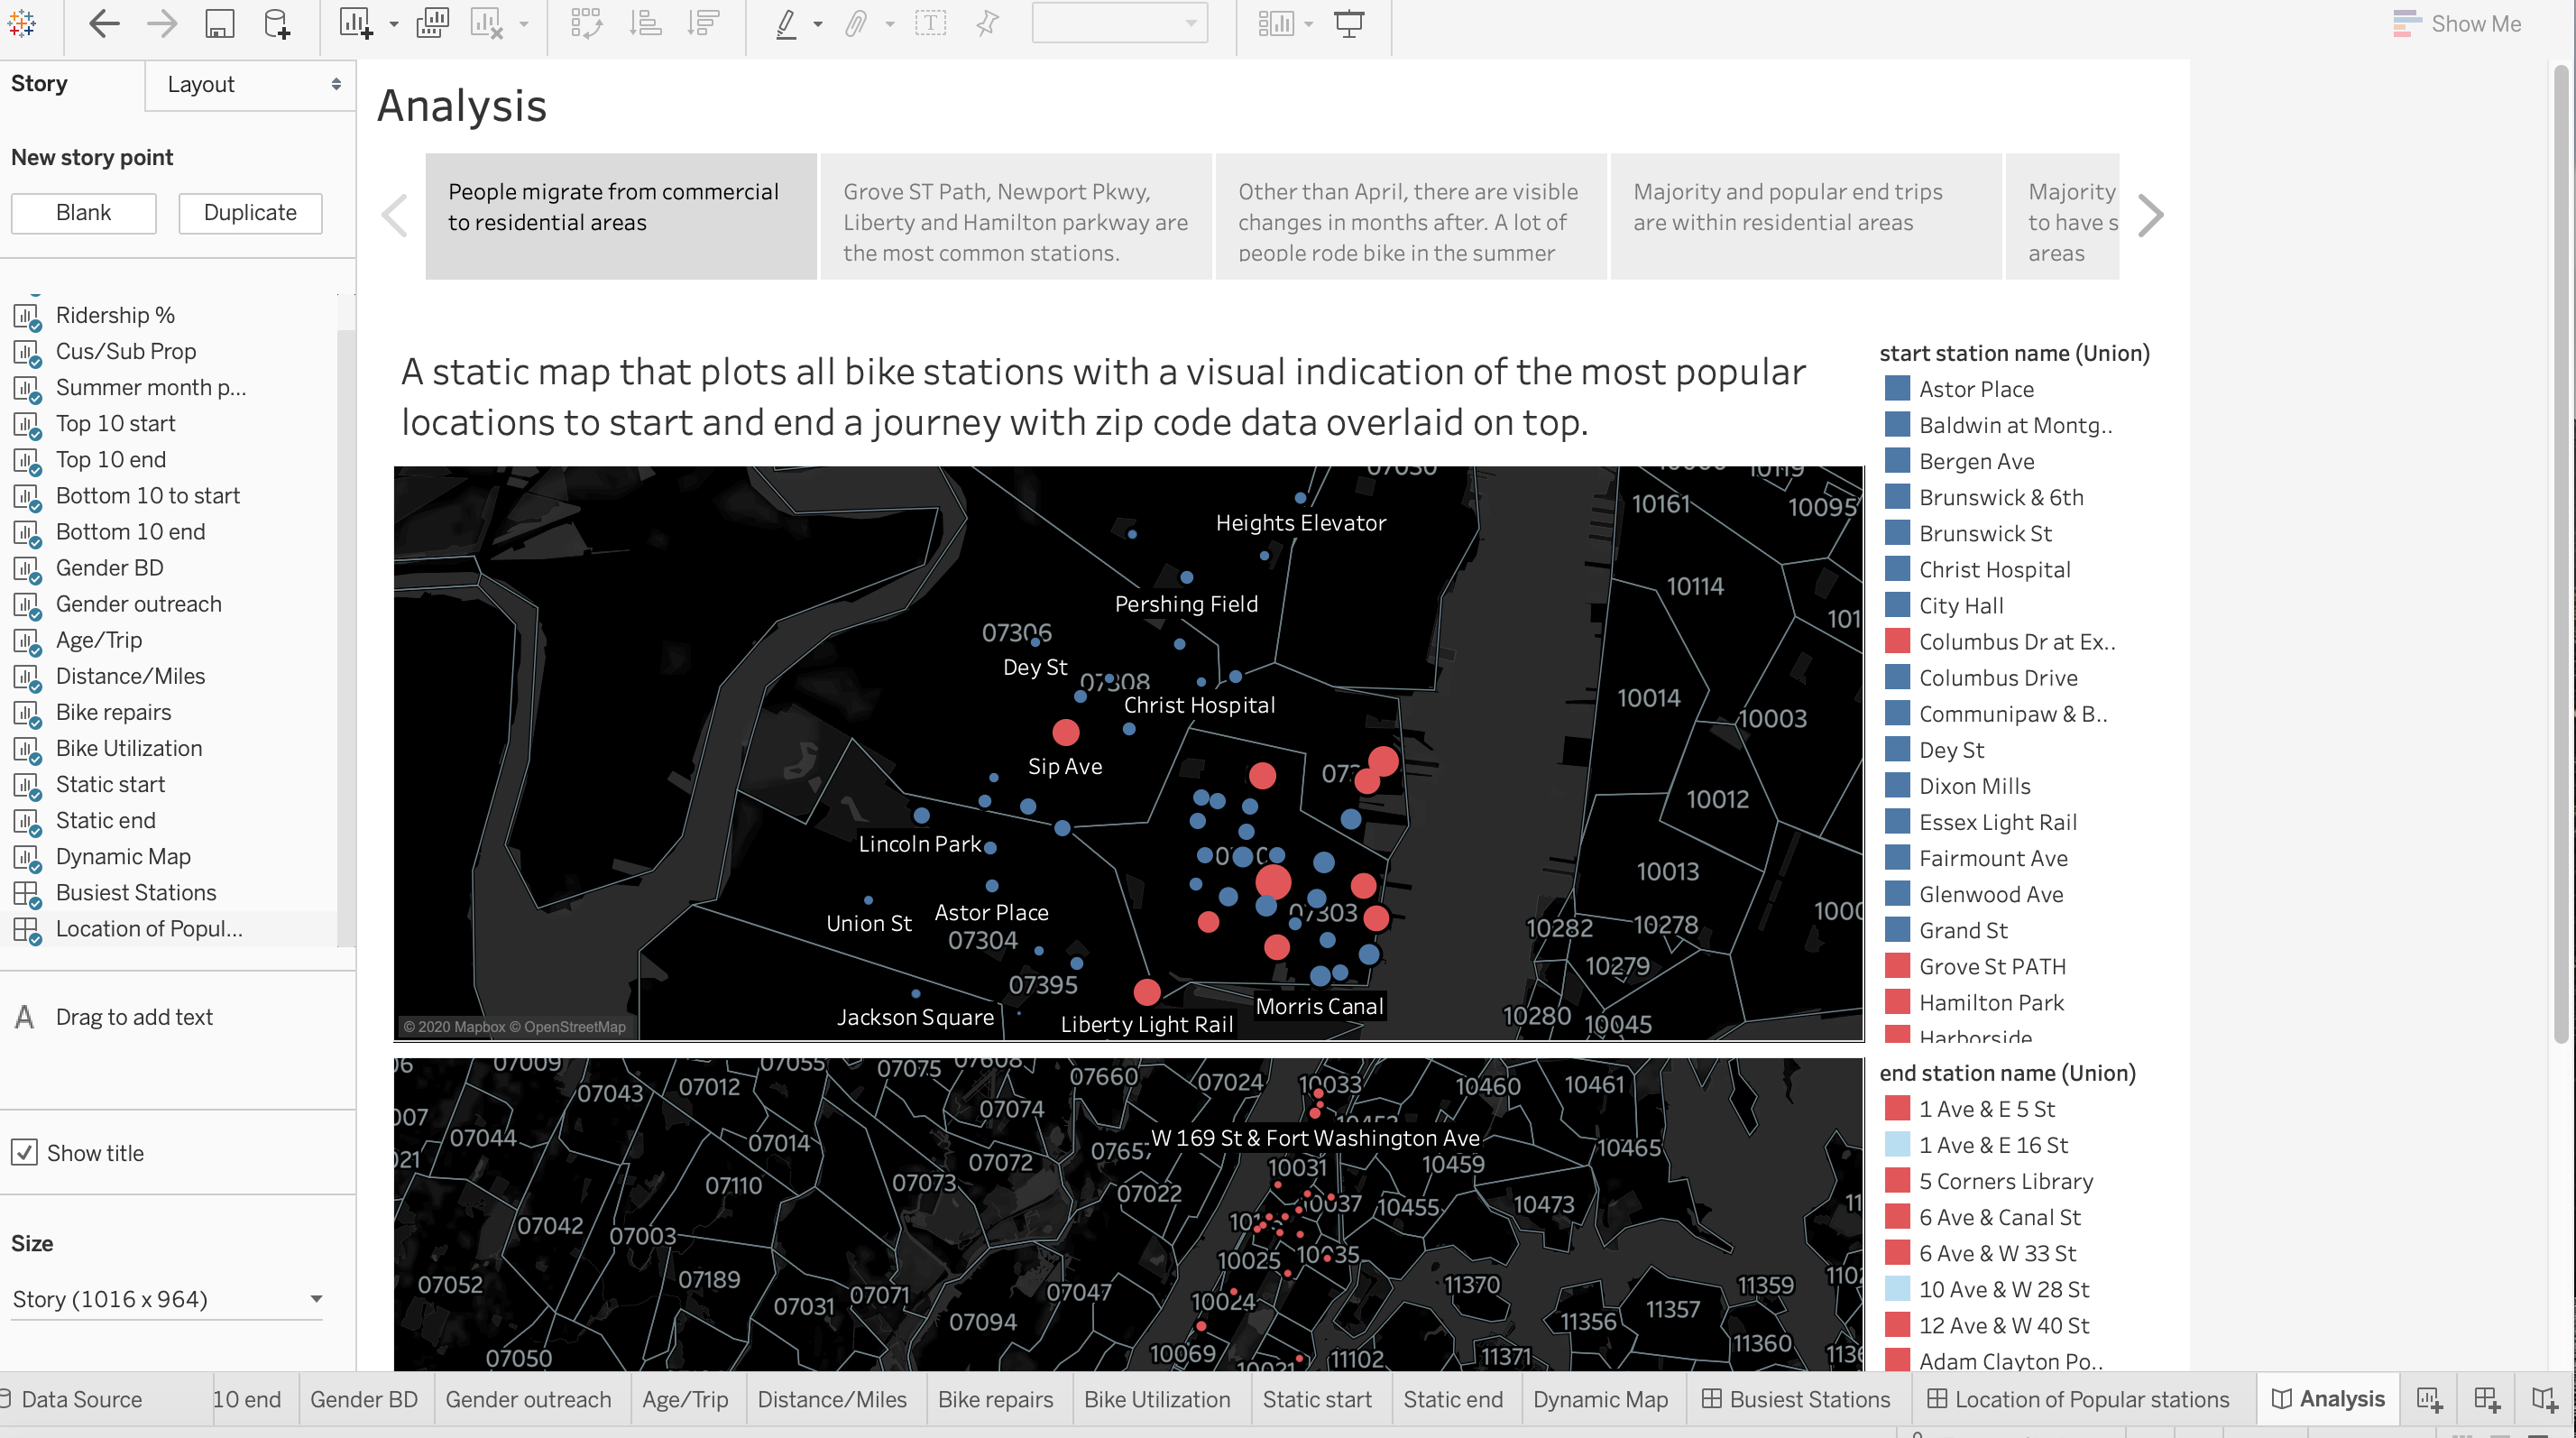 Show Me
Story
Layout
New story point
Blank
Duplicate
Ridership %
Cus/Sub Prop
Summer month p...
Top 10 start
Top 10 end
Bottom 10 to start
Bottom 10 end
Gender BD
Gender outreach
Age/Trip
Distance/Miles
Bike repairs
Bike Utilization
Static start
Static end
Dynamic Map
Busiest Stations
Location of Popul...
Drag to add text
Show title
Size
Story (1016 x 964)
Analysis
People migrate from commercial
to residential areas
Grove ST Path, Newport Pkwy,
Liberty and Hamilton parkway are
the most common stations.
Other than April, there are visible
changes in months after. A lot of
people rode bike in the summer
Majority and popular end trips
are within residential areas
Majority
to have s
areas
A static map that plots all bike stations with a visual indication of the most popular
locations to start and end a journey with zip code data overlaid on top.
07030
10119
10161
10095
Heights Elevator
10114
Pershing Field
07306
Dey St
07308
10014
Christ Hospital
10003
Sip Ave
10012
Lincoln Park
10013
07303
Astor Place
Union St
07304
10282
10278
10279
07395
Morris Canal
Jackson Square
Liberty Light Rail
10280
10045
© 2020 Mapbox © OpenStreetMap
start station name (Union)
Astor Place
Baldwin at Montg..
Bergen Ave
Brunswick & 6th
Brunswick St
Christ Hospital
City Hall
Columbus Dr at Ex..
Columbus Drive
Communipaw & B..
Dey St
Dixon Mills
Essex Light Rail
Fairmount Ave
Glenwood Ave
Grand St
Grove St PATH
Hamilton Park
Harborside
07009
07055
07075
07608
07660
07024
10033
10460
10461
07043
07012
07074
07044
07014
07657
W 169 St & Fort Washington Ave
10465
07072
10031
10459
07110
07073
07022
10037
10455
10473
07042
07003
10025
10035
07052
07189
07071
07047
11370
11359
07031
10024
07094
11356
11357
11360
07050
10069
11102
11371
end station name (Union)
1 Ave & E 5 St
1 Ave & E 16 St
5 Corners Library
6 Ave & Canal St
6 Ave & W 33 St
10 Ave & W 28 St
12 Ave & W 40 St
Adam Clayton Po..
Data Source
10 end
Gender BD
Gender outreach
Age/Trip
Distance/Miles
Bike repairs
Bike Utilization
Static start
Static end
Dynamic Map
Busiest Stations
Location of Popular stations
Analysis